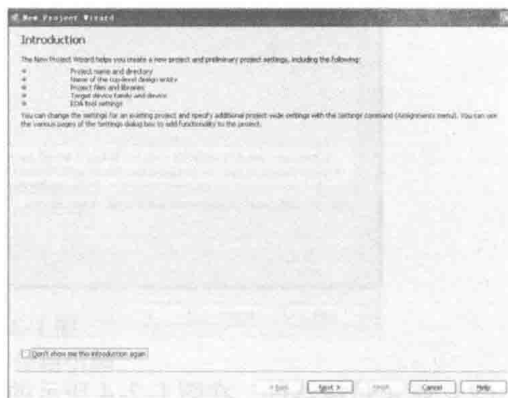 New Project Wizard
Introduction
The New Project Wizard helps you create a new project and preliminary project settings, including the following:
Project name and directory
Name of the top-level design entity
Project files and libraries
Target device family and device
EDA tool settings
You can change the settings for an existing project and specify additional project-wide settings with the Settings command (Assignments menu). You can use
the various pages of the Settings dialog box to add functionality to the project.
Don't show me this introduction again
< Back
Next >
Finish
Cancel
Help